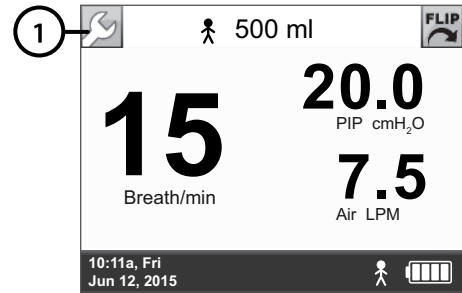 1
500 ml
FLIP
15
Breath/min
20.0
PIP cmH₂O
7.5
Air LPM
10:11a, Fri
Jun 12, 2015